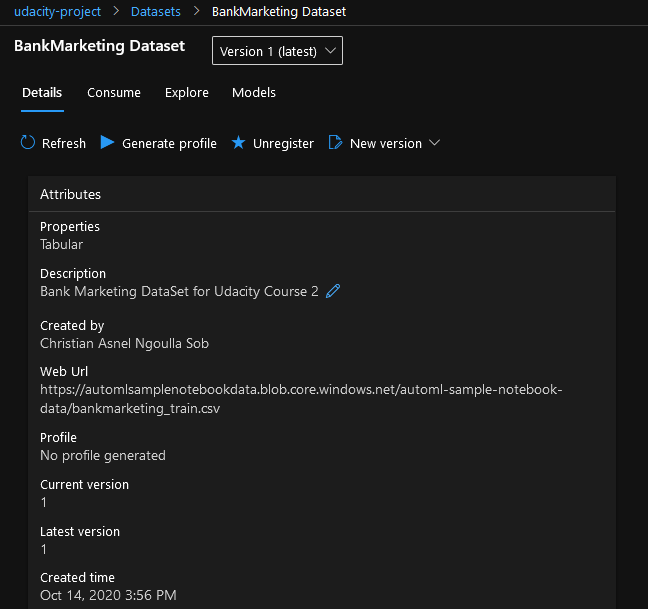 udacity-project > Datasets > BankMarketing Dataset
BankMarketing Dataset Version 1 (latest)
Details Consume Explore Models
Refresh Generate profile Unregister New version
Attributes
Properties
Tabular
Description
Bank Marketing DataSet for Udacity Course 2
Created by
Christian Asnel Ngoulla Sob
Web Url
https://automlsamplenotebookdata.blob.core.windows.net/automl-sample-notebook-
data/bankmarketing_train.csv
Profile
No profile generated
Current version
1
Latest version
1
Created time
Oct 14, 2020 3:56 PM